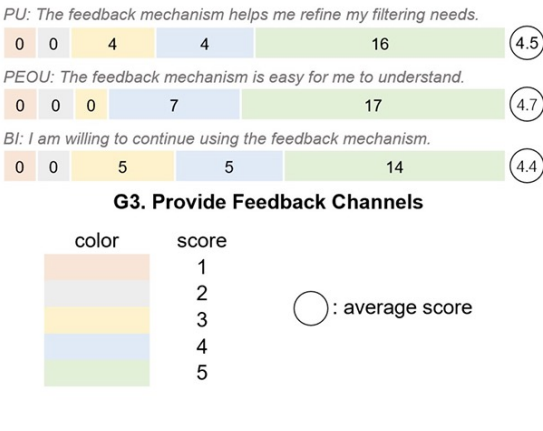 PU: The feedback mechanism helps me refine my filtering needs.
0 0 4 4 16 4.5
PEOU: The feedback mechanism is easy for me to understand.
0 0 0 7 17 4.7
BI: I am willing to continue using the feedback mechanism.
0 0 5 5 14 4.4
G3. Provide Feedback Channels
color score
1
2
3
4
5
: average score